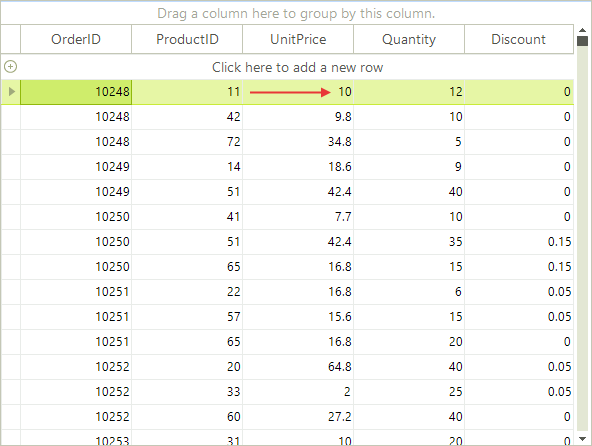 Drag a column here to group by this column.
OrderID ProductID UnitPrice Quantity Discount
Click here to add a new row
10248 11 10 12 0
10248 42 9.8 10 0
10248 72 34.8 5 0
10249 14 18.6 9 0
10249 51 42.4 40 0
10250 41 7.7 10 0
10250 51 42.4 35 0.15
10250 65 16.8 15 0.15
10251 22 16.8 6 0.05
10251 57 15.6 15 0.05
10251 65 16.8 20 0
10252 20 64.8 40 0.05
10252 33 2 25 0.05
10252 60 27.2 40 0
10253 31 10 20 0